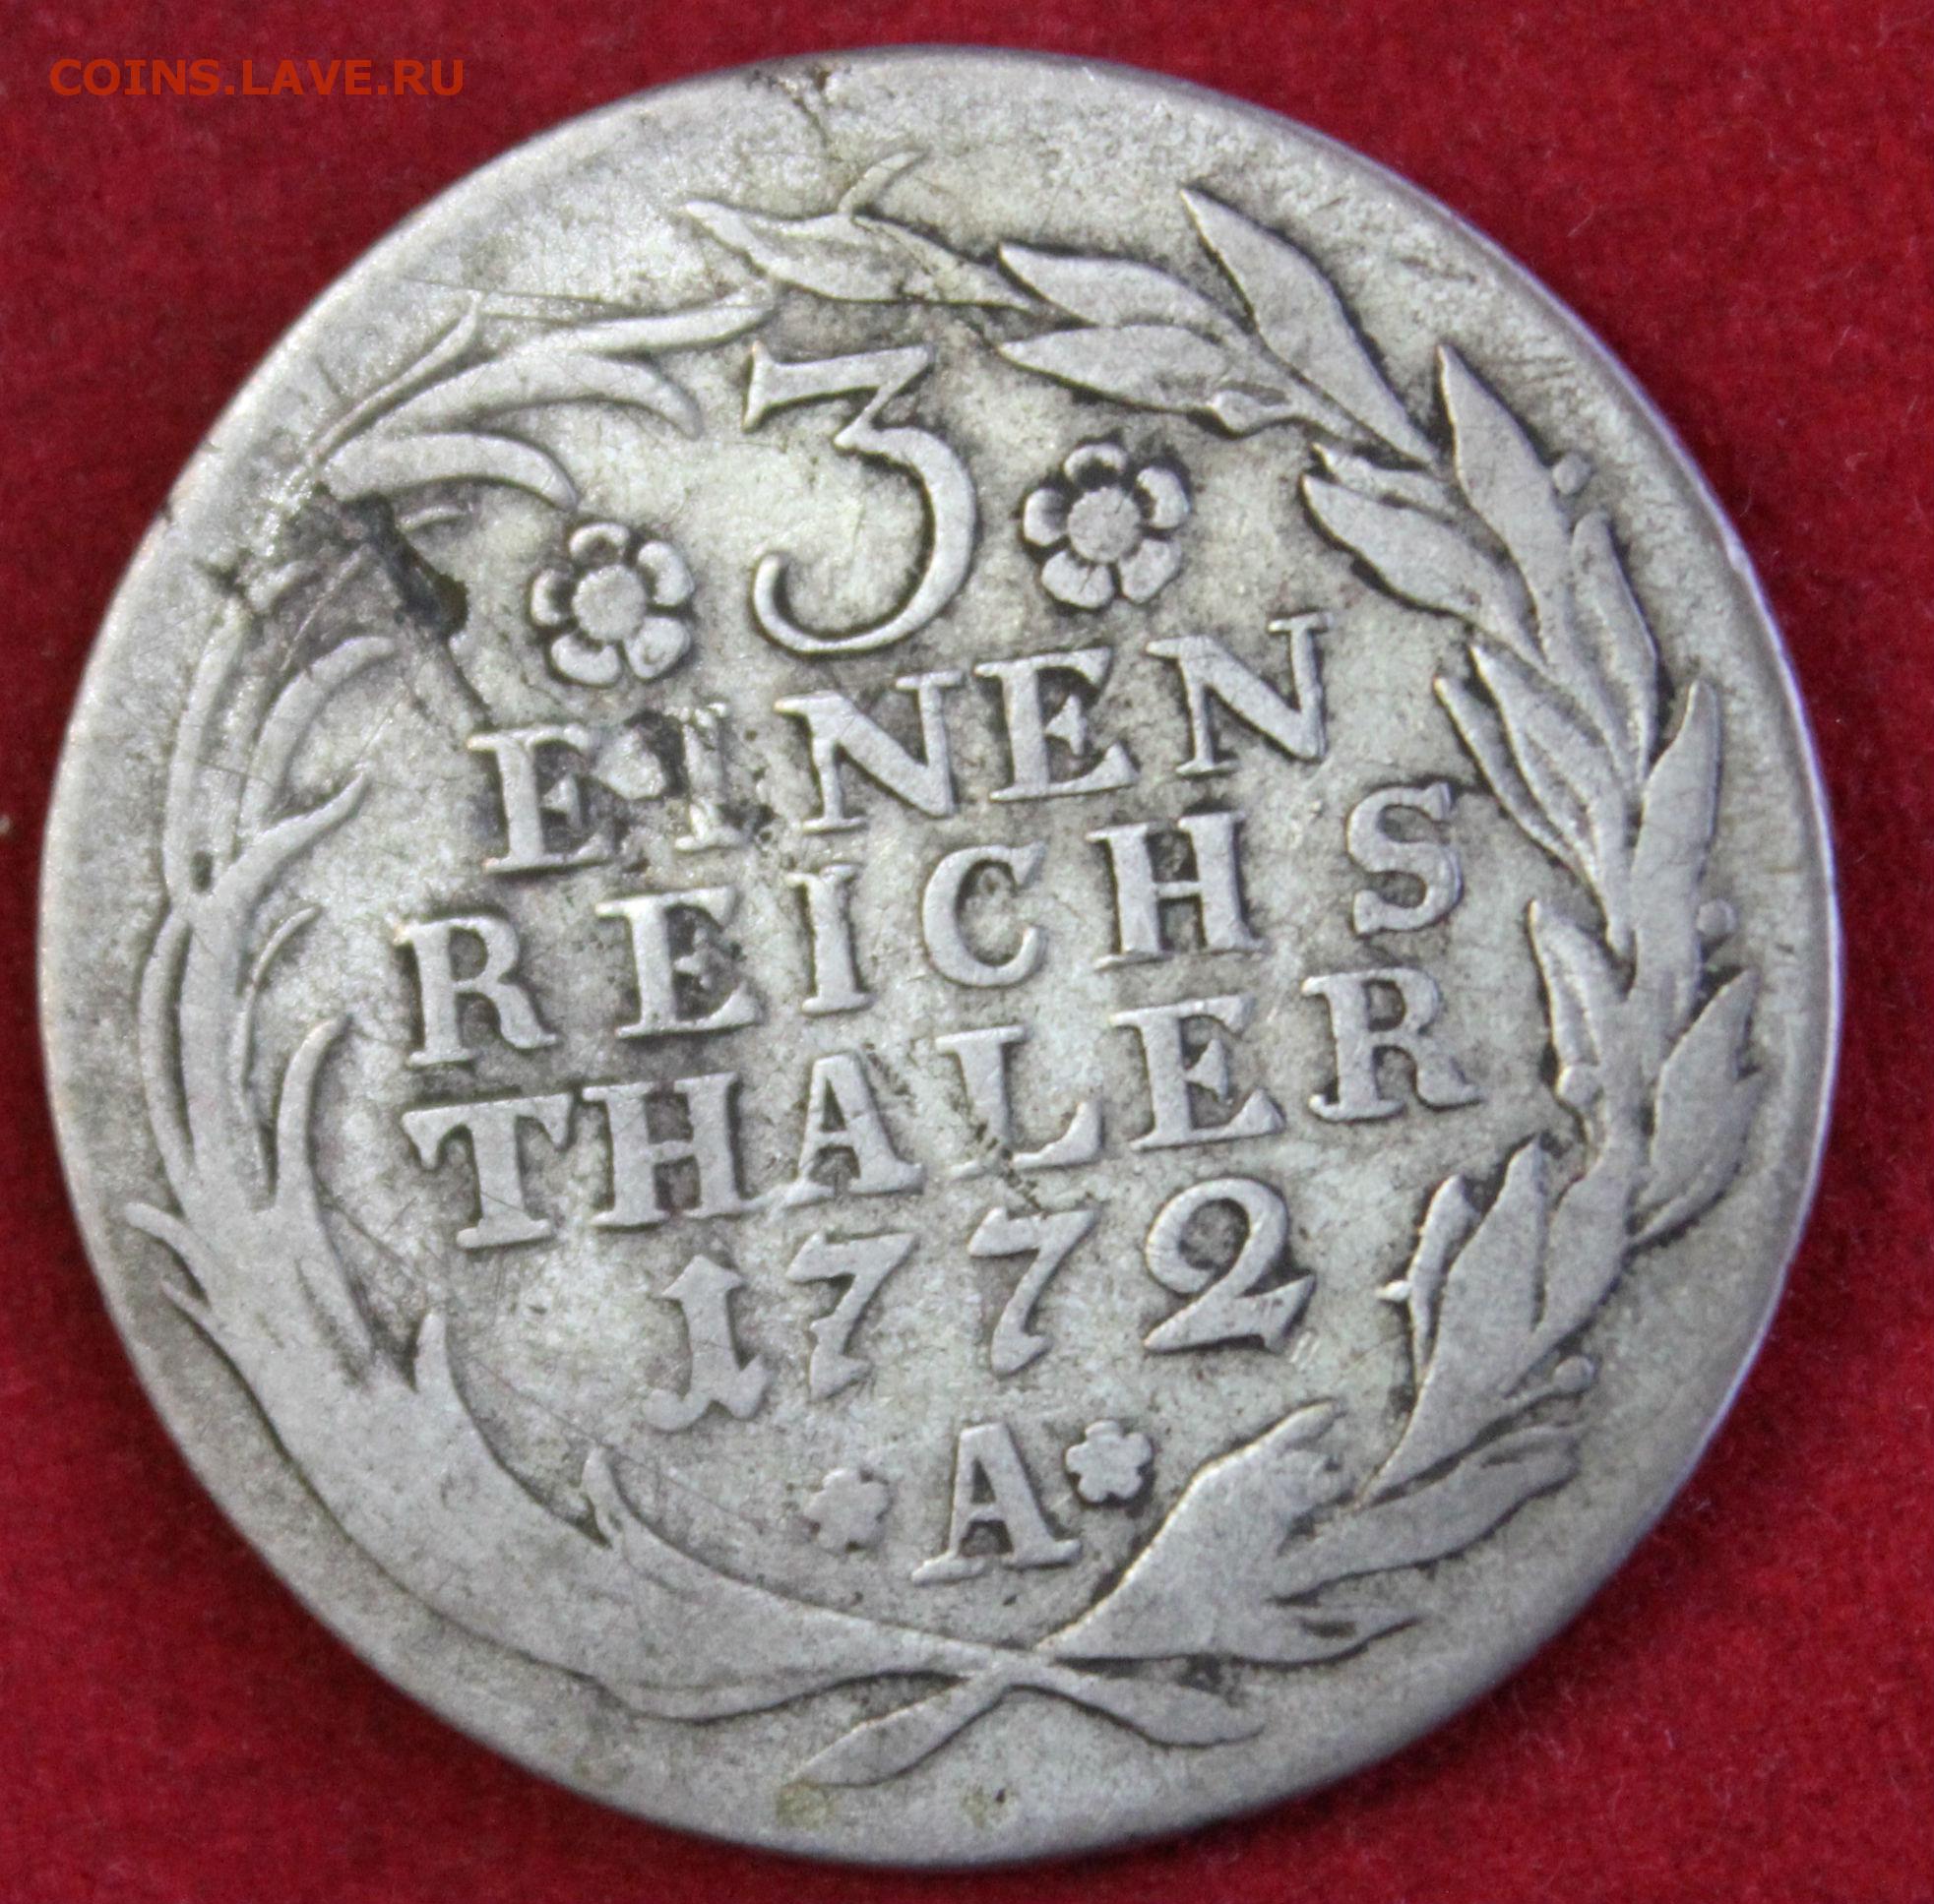 COINS.LAVE.RU
3
EINEN
REICHS
THALER
1772
A